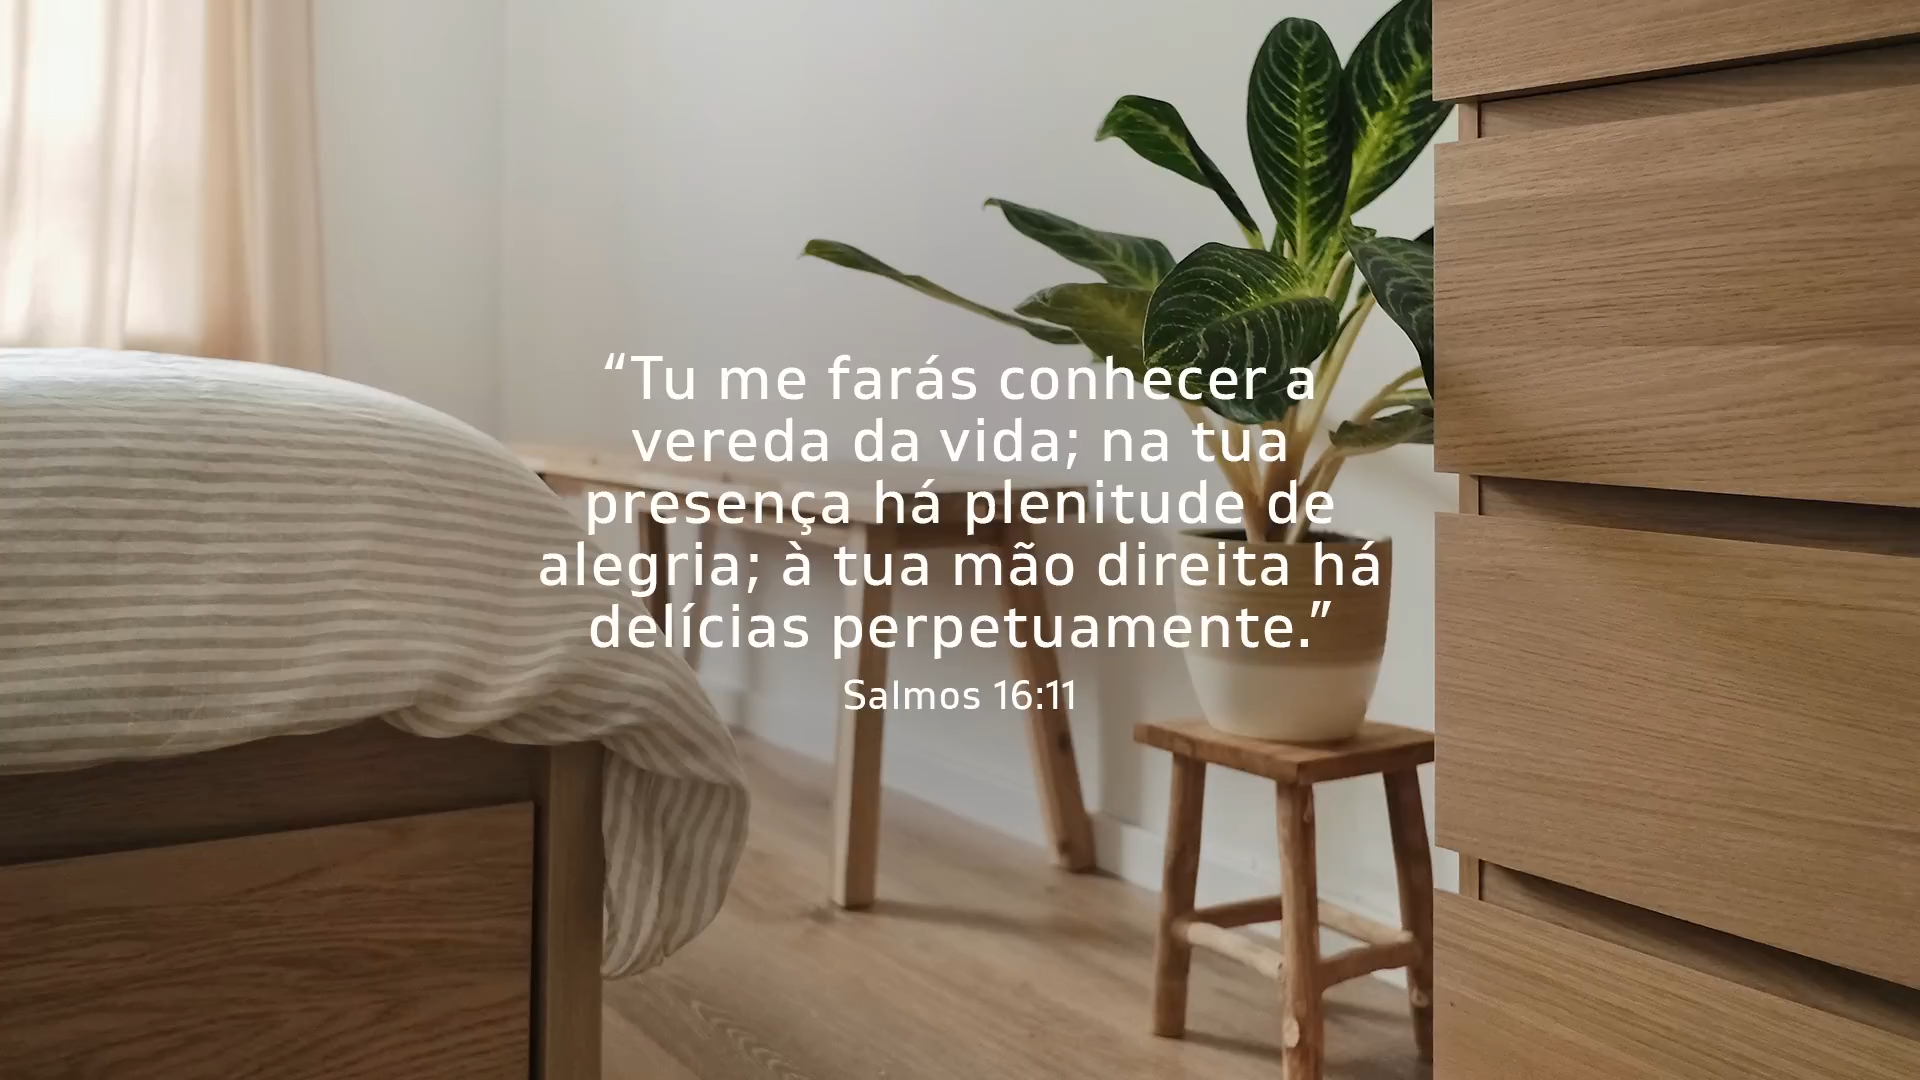 “Tu me farás conhecer a
vereda da vida; na tua
presença há plenitude de
alegria; à tua mão direita há
delícias perpetuamente.”
Salmos 16:11